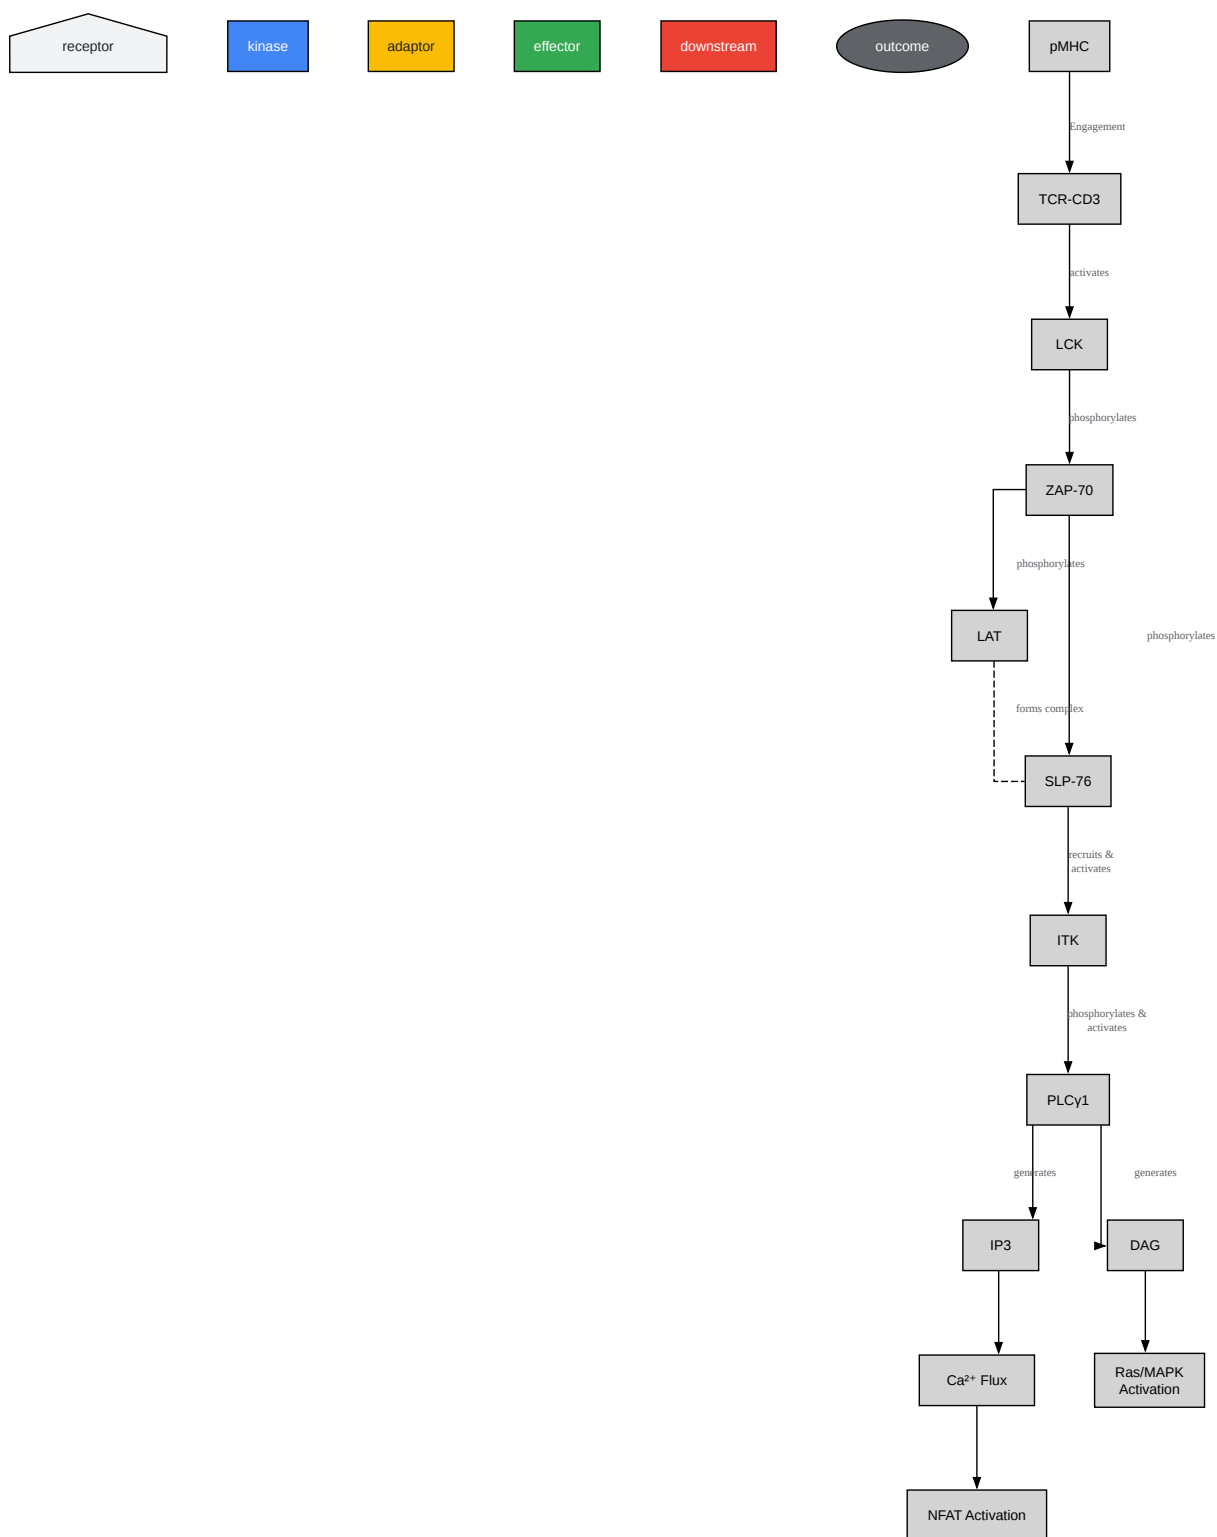 receptor
kinase
adaptor
effector
downstream
outcome
pMHC
Engagement
TCR-CD3
activates
LCK
phosphorylates
ZAP-70
phosphorylates
LAT
phosphorylates
forms complex
SLP-76
recruits &
activates
ITK
phosphorylates &
activates
PLCγ1
generates
generates
IP3
DAG
Ca²⁺ Flux
Ras/MAPK
Activation
NFAT Activation